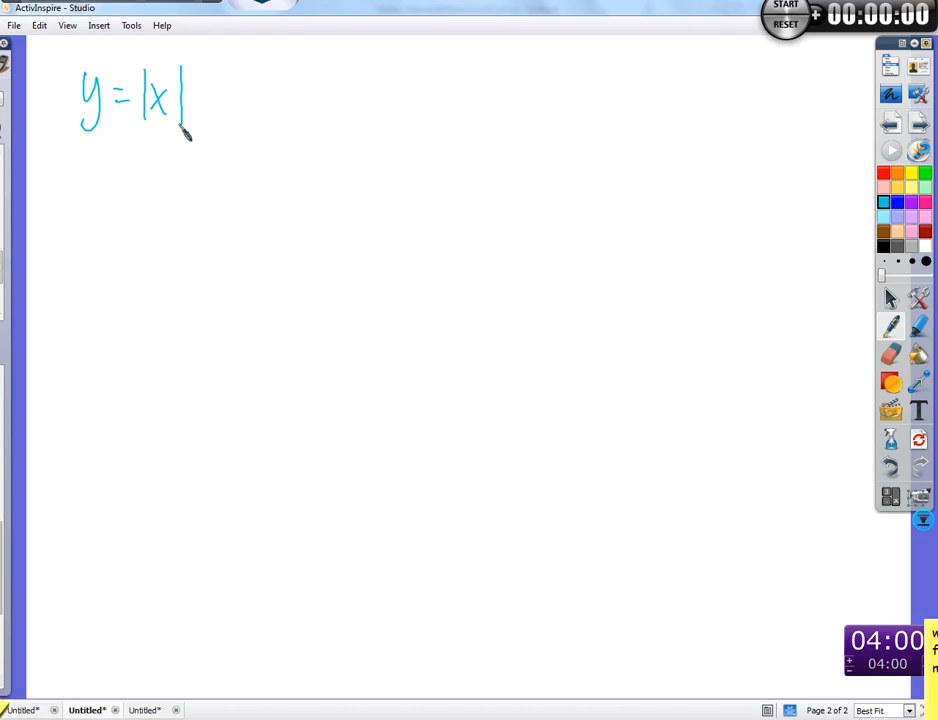 ActivInspire - Studio
START
RESET
00:00:00
File Edit View Insert Tools Help
y = |x|
T
04:00
04:00
Untitled* Untitled* Untitled*
Page 2 of 2 Best Fit